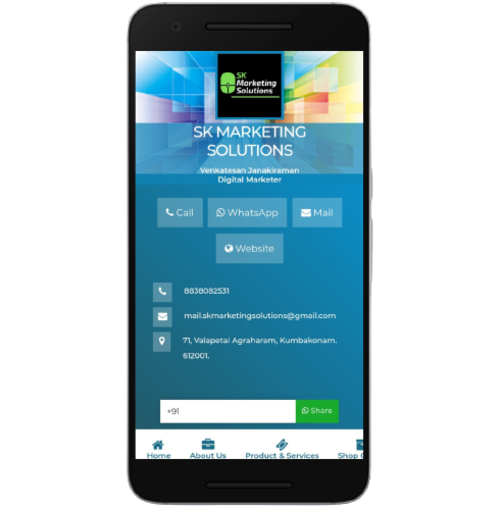 SK
Marketing
Solutions
SK MARKETING
SOLUTIONS
Venkatesan Janakiraman
Digital Marketer
Call
WhatsApp
Mail
Website
8838082531
mail.skmarketingsolutions@gmail.com
71, Valapetai Agraharam, Kumbakonam.
612001.
+91
Share
Home
About Us
Product & Services
Shop